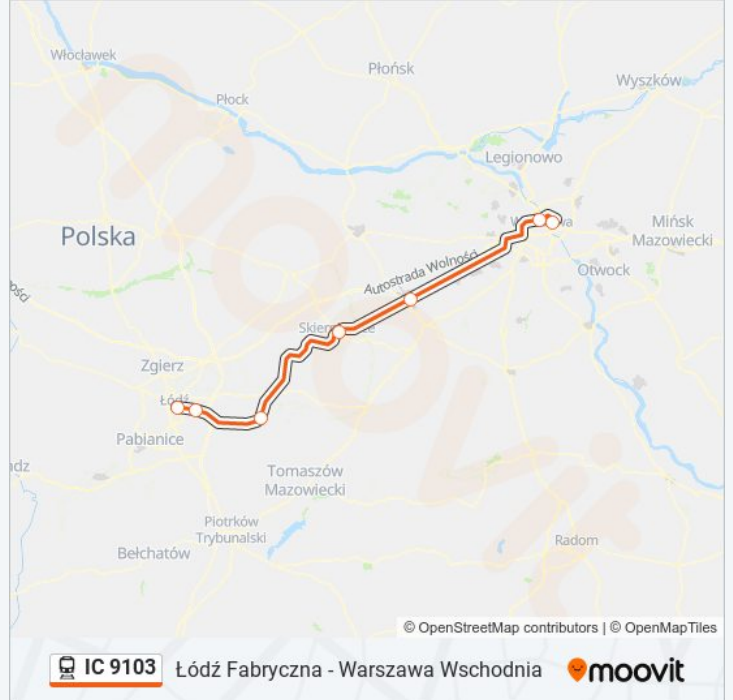 Włocławek
Płońsk
Wyszków
Płock
Legionowo
Polska
Mińsk
Mazowiecki
Otwock
Autostrada Wolności
Zgierz
Łódź
Pabianice
Tomaszów
Mazowiecki
Piotrków
Trybunalski
Bełchatów
Radom
moovit
© OpenStreetMap contributors | © OpenMapTiles
IC 9103 Łódź Fabryczna - Warszawa Wschodnia moovit